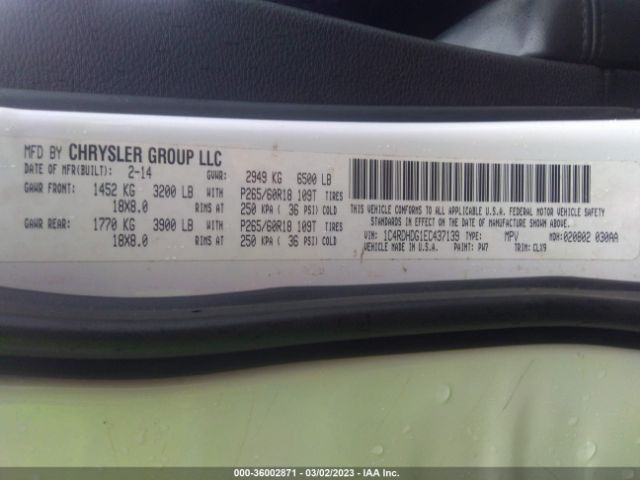 MFD BY CHRYSLER GROUP LLC
DATE OF MFR(BUILT): 2-14 GVWR: 2949 KG 6500 LB
GAWR FRONT: 1452 KG 3200 LB WITH P265/60R18 109T TIRES
18X8.0 RIMS AT 250 KPA ( 36 PSI) COLD
GAWR REAR: 1770 KG 3900 LB WITH P265/60R18 109T TIRES
18X8.0 RIMS AT 250 KPA ( 36 PSI) COLD
THIS VEHICLE CONFORMS TO ALL APPLICABLE U.S.A. FEDERAL MOTOR VEHICLE SAFETY
STANDARDS IN EFFECT ON THE DATE OF MANUFACTURE SHOWN ABOVE.
VIN: 1C4RDHDG1EC437139 TYPE: MPV MDH:020802 030AA
VEHICLE MADE IN U.S.A. PAINT: PW7 TRIM: CLX9
000-36002871 | 03/02/2023 | IAA Inc.